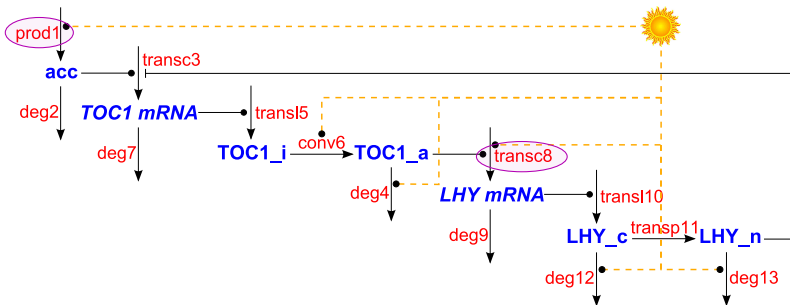 prod1
transc3
acc
deg2
TOC1 mRNA
transl5
deg7
conv6
TOC1_i
TOC1_a
transc8
deg4
LHY mRNA
transl10
deg9
transp11
LHY_c
LHY_n
deg12
deg13